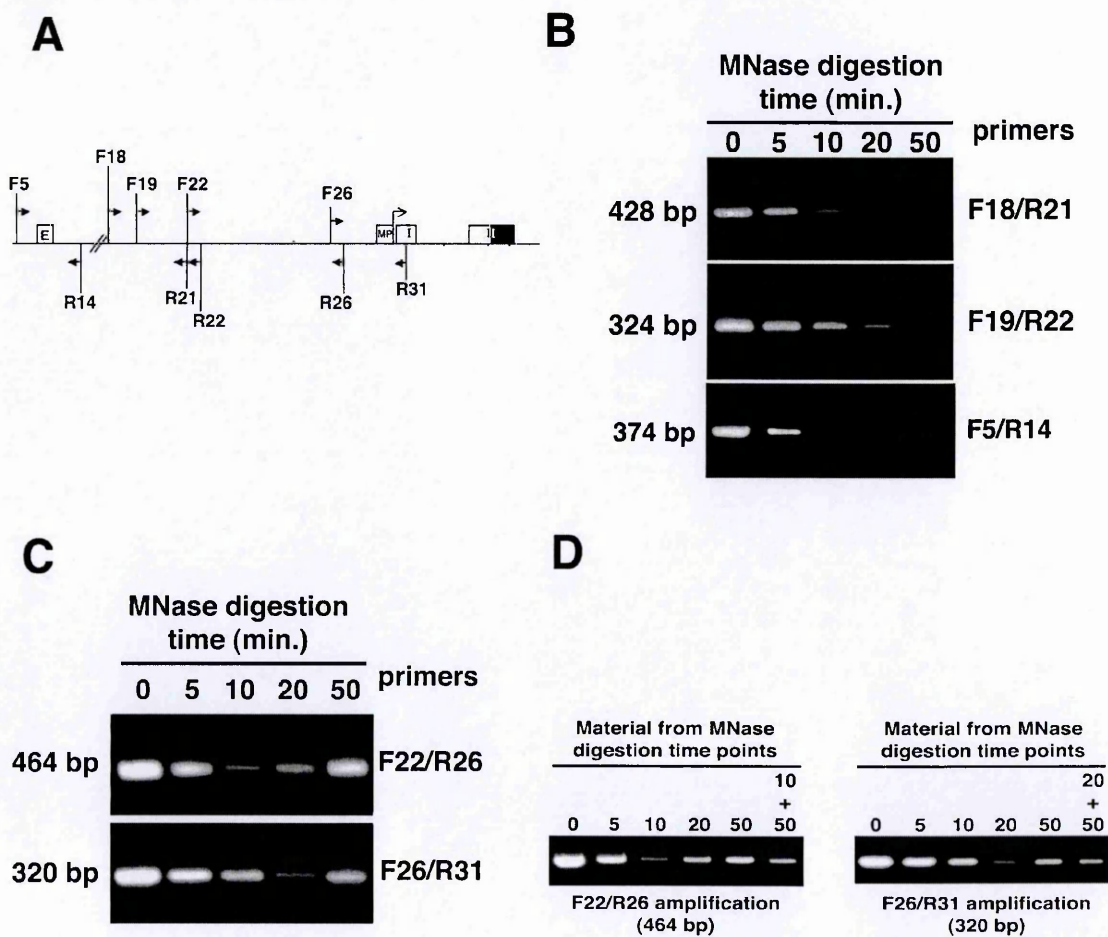 A
F18
F5
F19
F22
F26
E
MP
I
I
R14
R21
R22
R26
R31
B
MNase digestion
time (min.)
0 5 10 20 50 primers
428 bp F18/R21
324 bp F19/R22
374 bp F5/R14
C
MNase digestion
time (min.)
0 5 10 20 50 primers
464 bp F22/R26
320 bp F26/R31
D
Material from MNase
digestion time points
10
+
0 5 10 20 50 50
F22/R26 amplification
(464 bp)
Material from MNase
digestion time points
20
+
0 5 10 20 50 50
F26/R31 amplification
(320 bp)